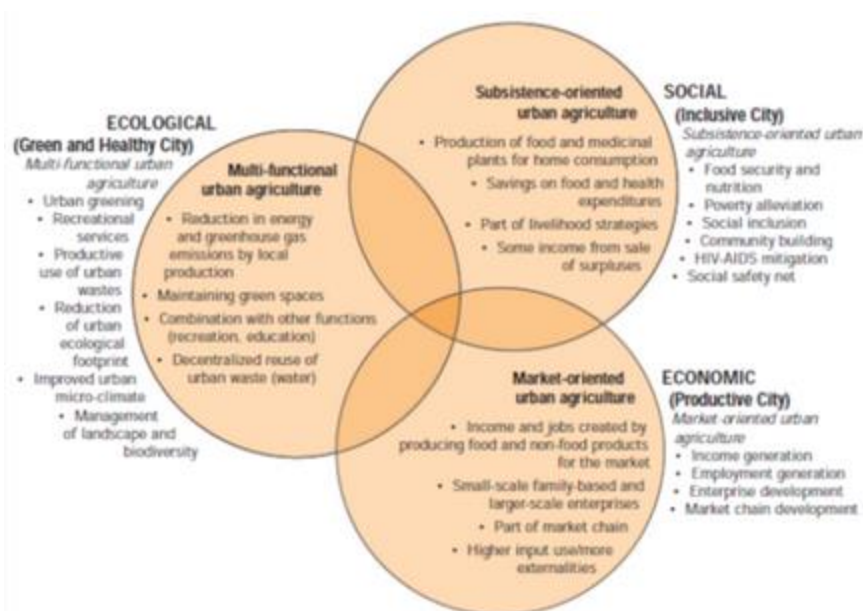 ECOLOGICAL
(Green and Healthy City)
Multi-functional urban
agriculture
• Urban greening
• Recreational
services
• Productive
use of urban
wastes
• Reduction
of urban
ecological
footprint
• Improved urban
micro-climate
• Management
of landscape and
biodiversity
Multi-functional
urban agriculture
• Reduction in energy
and greenhouse gas
emissions by local
production
• Maintaining green spaces
• Combination with other functions
(recreation, education)
• Decentralized reuse of
urban waste (water)
Subsistence-oriented
urban agriculture
• Production of food and medicinal
plants for home consumption
• Savings on food and health
expenditures
• Part of livelihood strategies
• Some income from sale
of surpluses
SOCIAL
(Inclusive City)
Subsistence-oriented urban
agriculture
• Food security and
nutrition
• Poverty alleviation
• Social inclusion
• Community building
• HIV-AIDS mitigation
• Social safety net
Market-oriented
urban agriculture
• Income and jobs created by
producing food and non-food products
for the market
• Small-scale family-based and
larger-scale enterprises
• Part of market chain
• Higher input use/more
externalities
ECONOMIC
(Productive City)
Market-oriented urban
agriculture
• Income generation
• Employment generation
• Enterprise development
• Market chain development